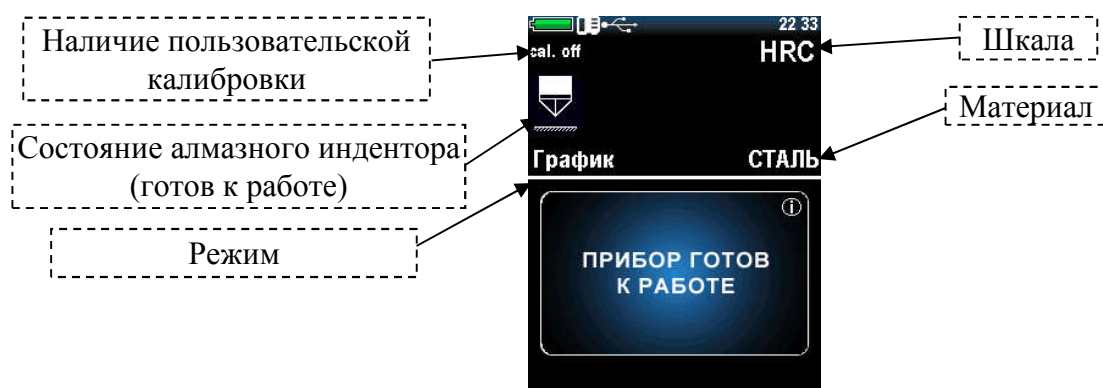 Наличие пользовательской
калибровки
Состояние алмазного индентора
(готов к работе)
Режим
22 33
cal. off
HRC
График
СТАЛЬ
ПРИБОР ГОТОВ
К РАБОТЕ
Шкала
Материал